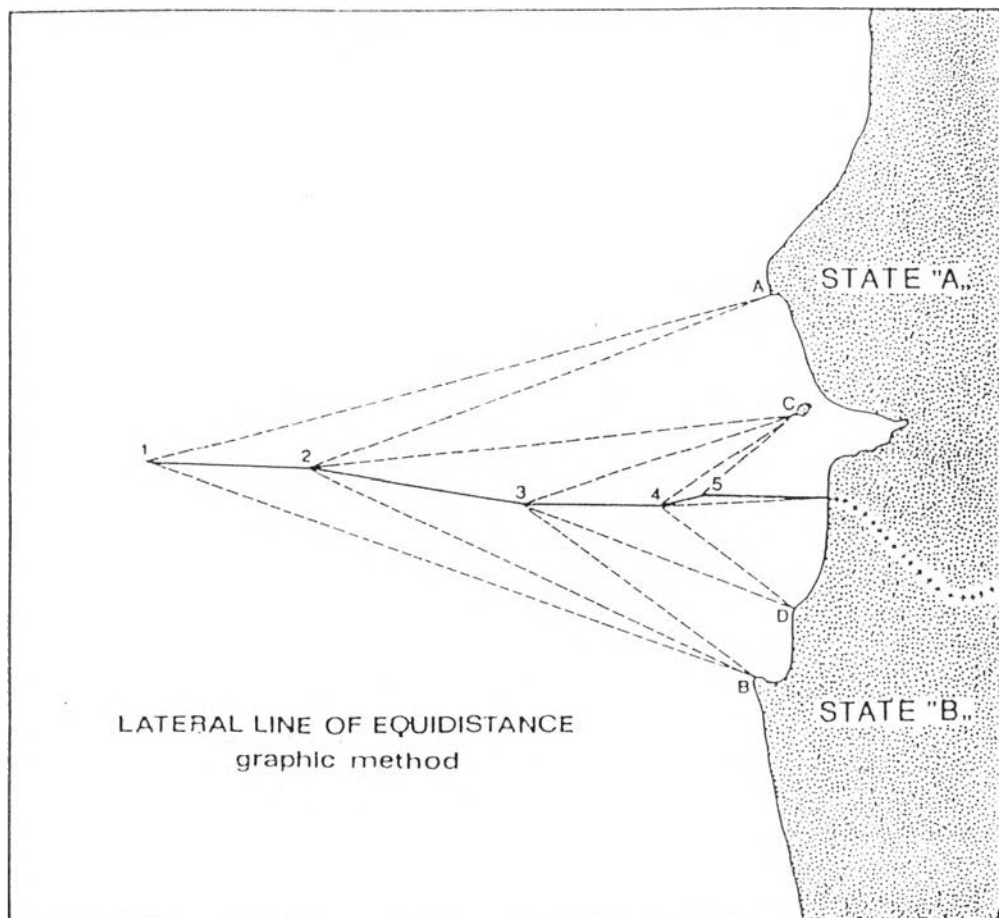 STATE "A„
A
C
1
2
3
4
5
D
B
STATE "B„
LATERAL LINE OF EQUIDISTANCE
graphic method